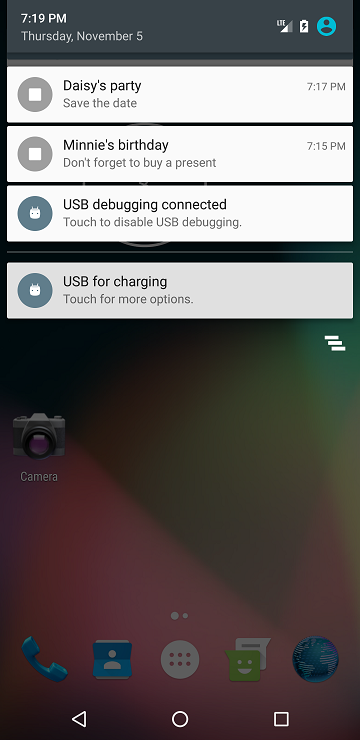 7:19 PM
Thursday, November 5
LTE
Daisy's party
7:17 PM
Save the date
Minnie's birthday
7:15 PM
Don't forget to buy a present
USB debugging connected
Touch to disable USB debugging.
USB for charging
Touch for more options.
Camera